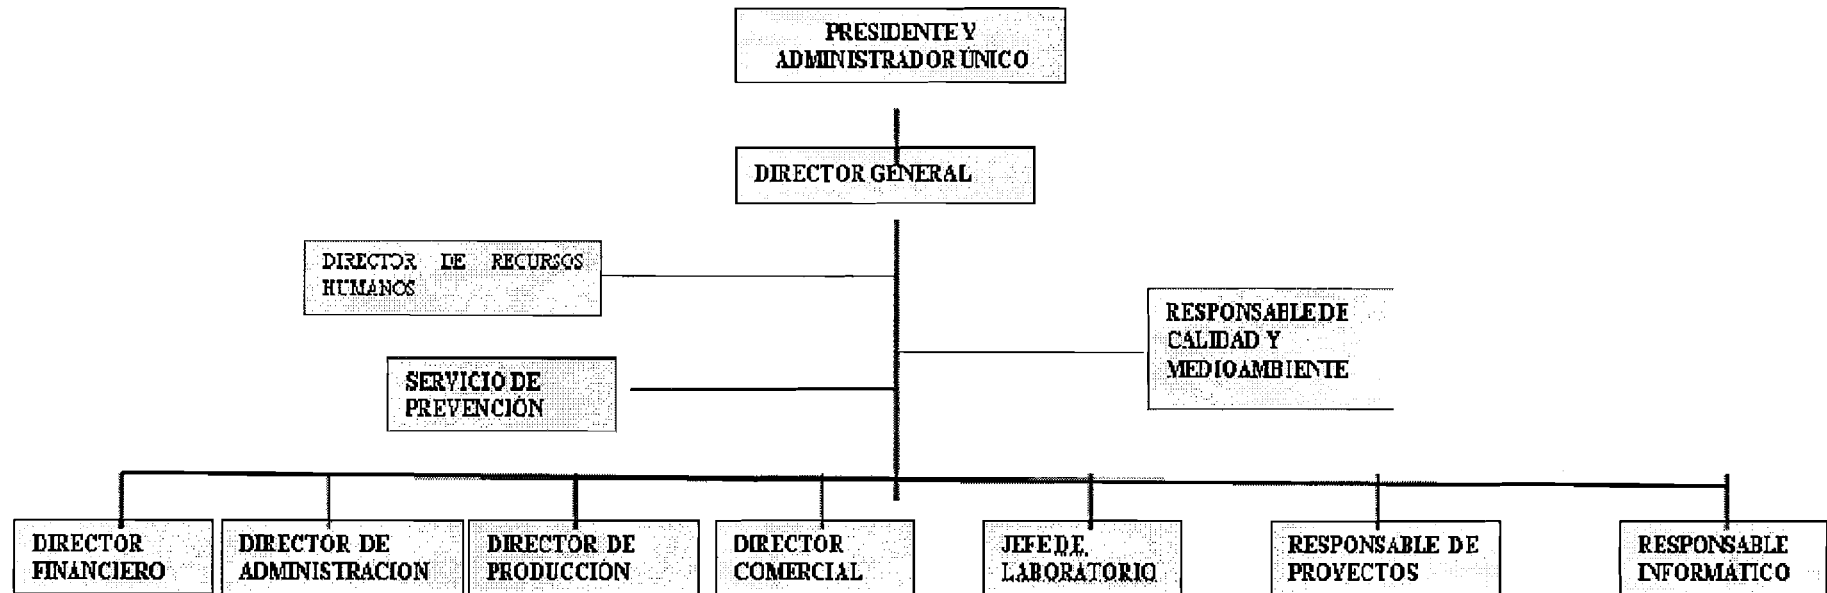 PRESIDENTE Y
ADMINISTRADOR ÚNICO
DIRECTOR GENERAL
DIRECTOR DE RECURSOS
HUMANOS
RESPONSABLE DE
CALIDAD Y
MEDIOAMBIENTE
SERVICIO DE
PREVENCIÓN
DIRECTOR
FINANCIERO
DIRECTOR DE
ADMINISTRACION
DIRECTOR DE
PRODUCCIÓN
DIRECTOR
COMERCIAL
JEFE DE
LABORATORIO
RESPONSABLE DE
PROYECTOS
RESPONSABLE
INFORMATICO